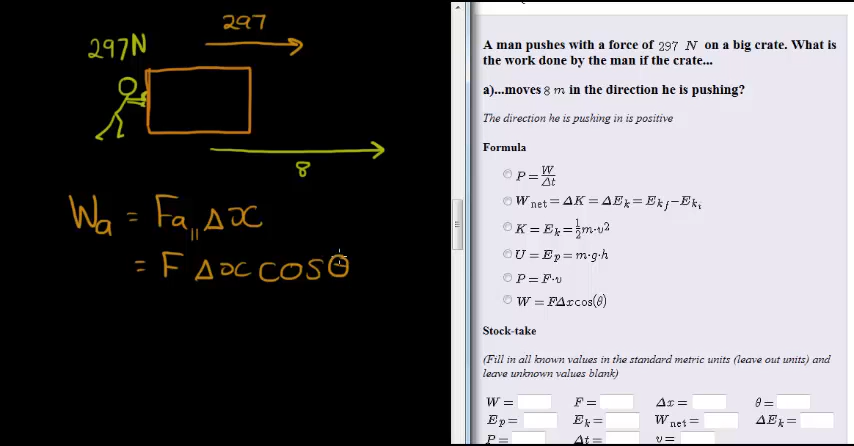 297
297N
8
Wa = Fa|| Δx
= F Δx cosθ
A man pushes with a force of 297 N on a big crate. What is
the work done by the man if the crate...
a)...moves 8 m in the direction he is pushing?
The direction he is pushing in is positive
Formula
P = W/Δt
Wnet = ΔK = ΔEk = Ekf − Eki
K = Ek = 1/2 m·v²
U = Ep = m·g·h
P = F·v
W = FΔx cos(θ)
Stock-take
(Fill in all known values in the standard metric units (leave out units) and
leave unknown values blank)
W = F = Δx = θ =
Ep = Ek = Wnet = ΔEk =
P = Δt = v =